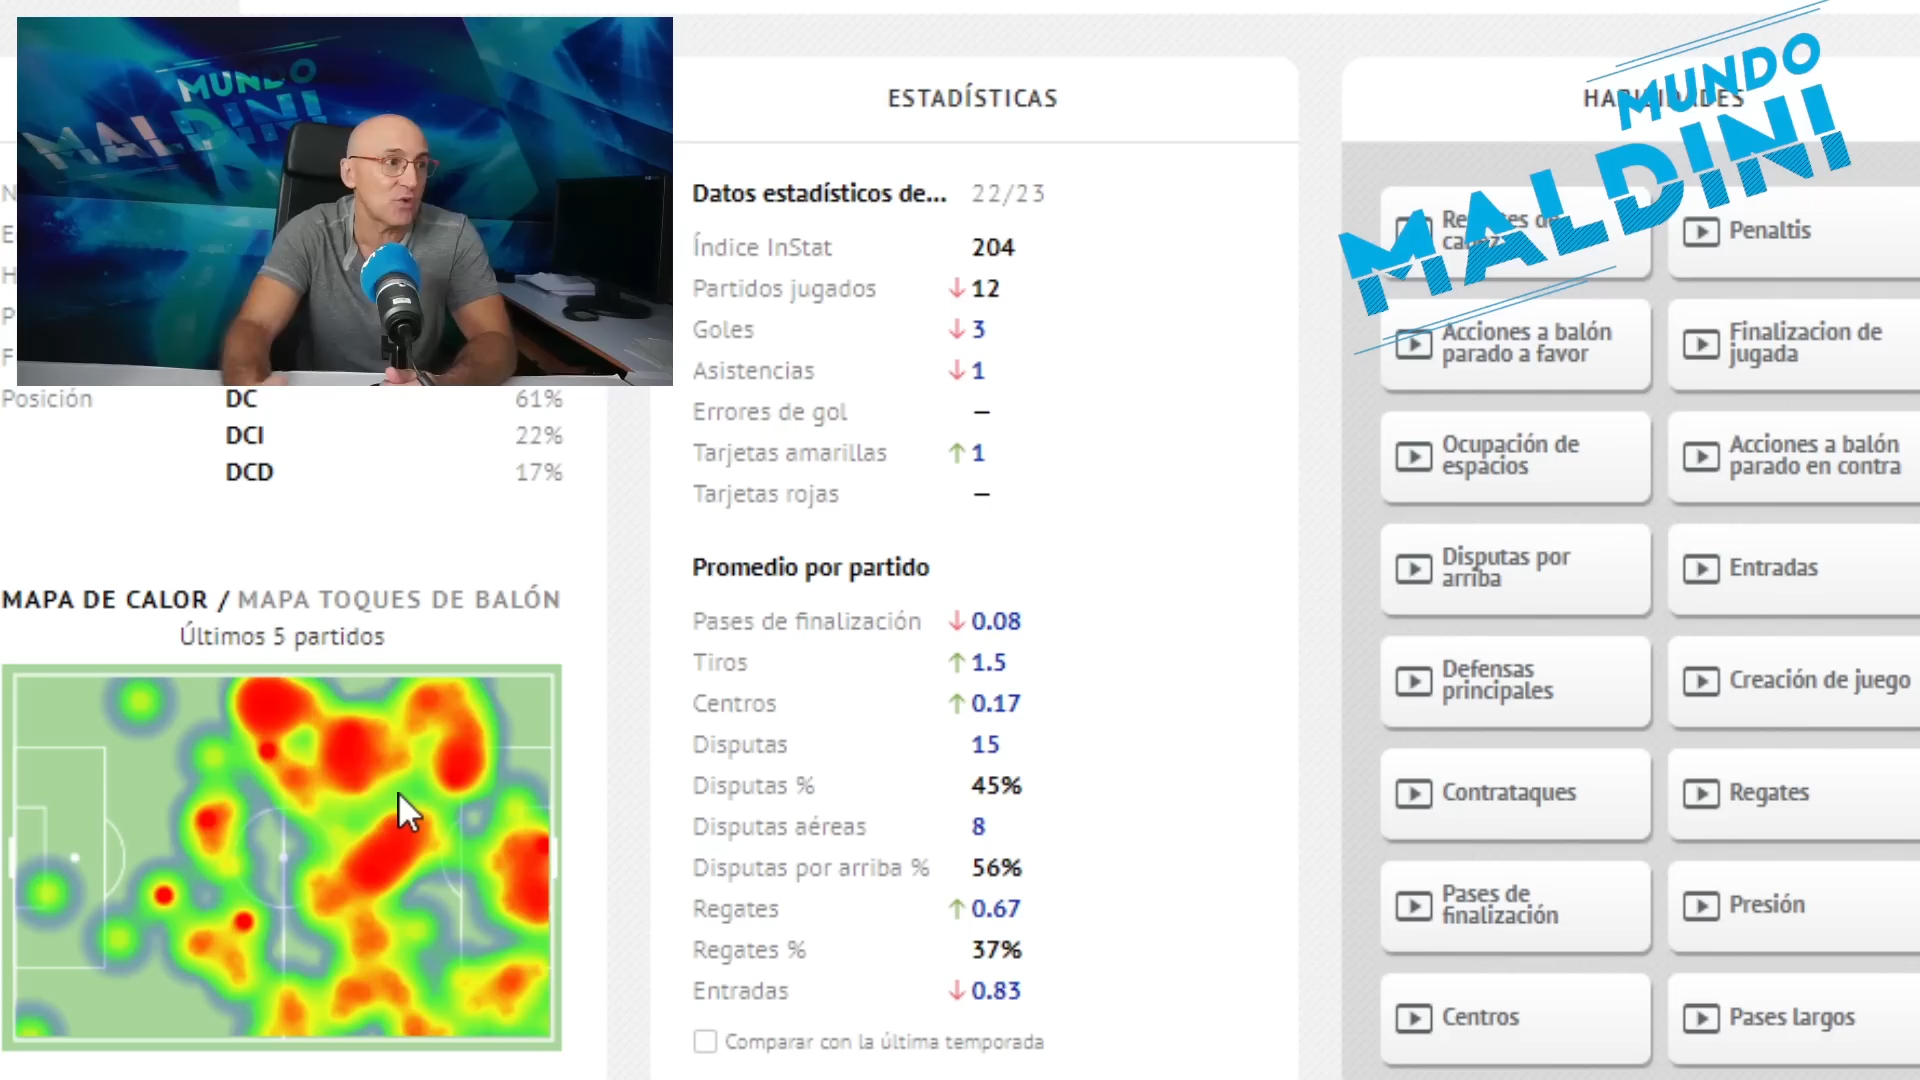 MUNDO
MALDINI
Posición DC 61%
DCI 22%
DCD 17%
MAPA DE CALOR / MAPA TOQUES DE BALÓN
Últimos 5 partidos
ESTADÍSTICAS
Datos estadísticos de... 22/23
Índice InStat 204
Partidos jugados ↓ 12
Goles ↓ 3
Asistencias ↓ 1
Errores de gol –
Tarjetas amarillas ↑ 1
Tarjetas rojas –
Promedio por partido
Pases de finalización ↓ 0.08
Tiros ↑ 1.5
Centros ↑ 0.17
Disputas 15
Disputas % 45%
Disputas aéreas 8
Disputas por arriba % 56%
Regates ↑ 0.67
Regates % 37%
Entradas ↓ 0.83
Comparar con la última temporada
MUNDO
MALDINI
Penaltis
Acciones a balón
parado a favor
Finalizacion de
jugada
Ocupación de
espacios
Acciones a balón
parado en contra
Disputas por
arriba
Entradas
Defensas
principales
Creación de juego
Contrataques
Regates
Pases de
finalización
Presión
Centros
Pases largos